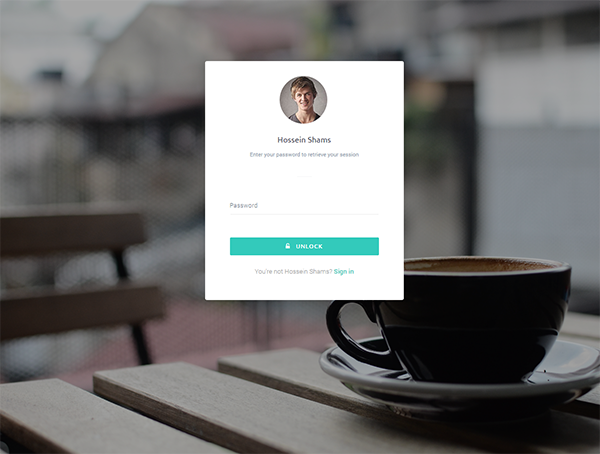 Hossein Shams
Enter your password to retrieve your session
Password
UNLOCK
You're not Hossein Shams? Sign in